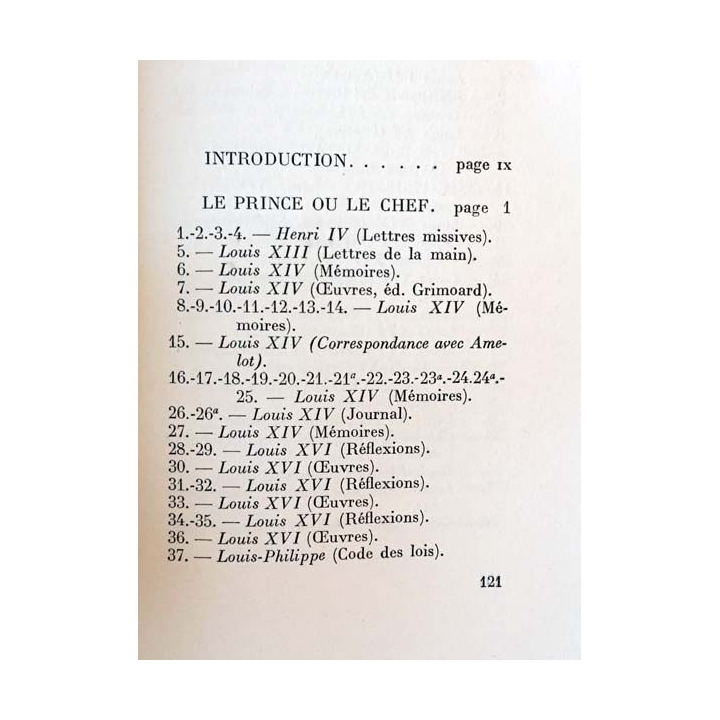 INTRODUCTION. . . . . . page IX
LE PRINCE OU LE CHEF. page 1
1.-2.-3.-4. — Henri IV (Lettres missives).
5. — Louis XIII (Lettres de la main).
6. — Louis XIV (Mémoires).
7. — Louis XIV (Œuvres, éd. Grimoard).
8.-9.-10.-11.-12.-13.-14. — Louis XIV (Mé-
moires).
15. — Louis XIV (Correspondance avec Ame-
lot).
16.-17.-18.-19.-20.-21.-21ª.-22.-23.-23ª.-24.24ª.-
25. — Louis XIV (Mémoires).
26.-26ª. — Louis XIV (Journal).
27. — Louis XIV (Mémoires).
28.-29. — Louis XVI (Réflexions).
30. — Louis XVI (Œuvres).
31.-32. — Louis XVI (Réflexions).
33. — Louis XVI (Œuvres).
34.-35. — Louis XVI (Réflexions).
36. — Louis XVI (Œuvres).
37. — Louis-Philippe (Code des lois).
121